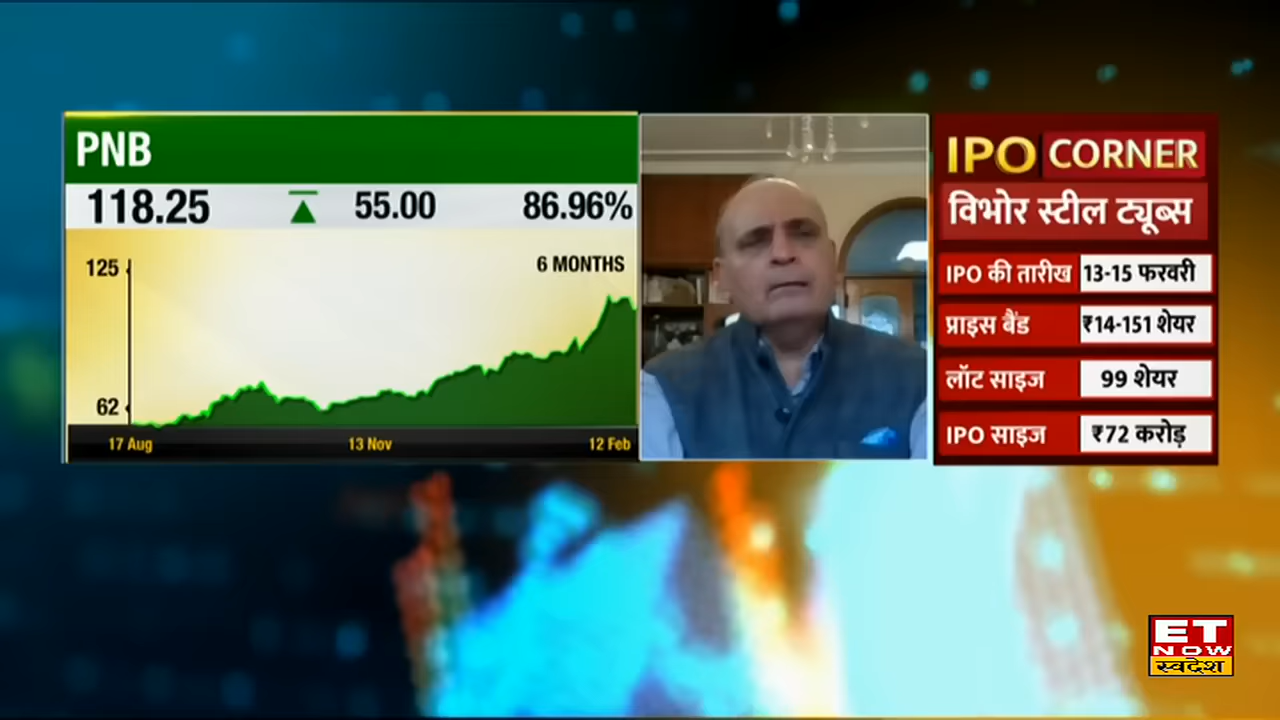 PNB
118.25 55.00 86.96%
125
6 MONTHS
62
17 Aug 13 Nov 12 Feb
IPO CORNER
विभोर स्टील ट्यूब्स
IPO की तारीख 13-15 फरवरी
प्राइस बैंड ₹14-151 शेयर
लॉट साइज 99 शेयर
IPO साइज ₹72 करोड़
ET
NOW
स्वदेश